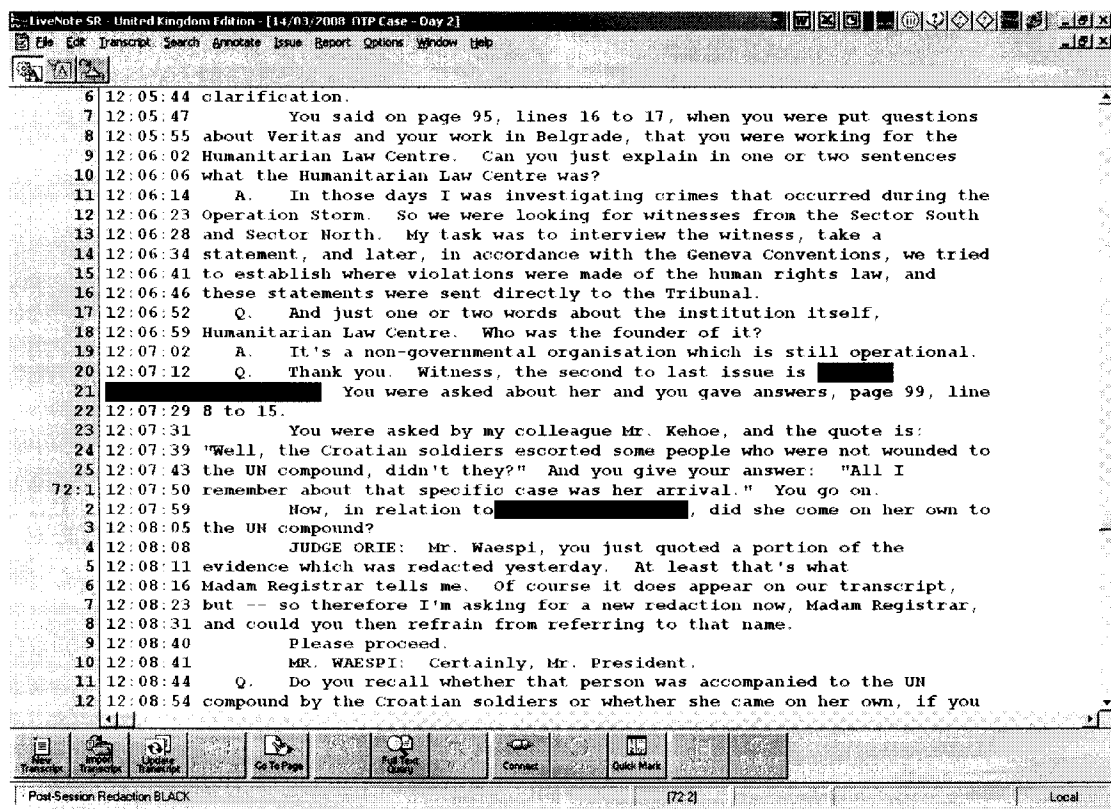 LiveNote SR - United Kingdom Edition - [14/03/2008 OTP Case - Day 2]
File Edit Transcript Search Annotate Issue Report Options Window Help
6 12:05:44 clarification.
7 12:05:47 You said on page 95, lines 16 to 17, when you were put questions
8 12:05:55 about Veritas and your work in Belgrade, that you were working for the
9 12:06:02 Humanitarian Law Centre. Can you just explain in one or two sentences
10 12:06:06 what the Humanitarian Law Centre was?
11 12:06:14 A. In those days I was investigating crimes that occurred during the
12 12:06:23 Operation Storm. So we were looking for witnesses from the Sector South
13 12:06:28 and Sector North. My task was to interview the witness, take a
14 12:06:34 statement, and later, in accordance with the Geneva Conventions, we tried
15 12:06:41 to establish where violations were made of the human rights law, and
16 12:06:46 these statements were sent directly to the Tribunal.
17 12:06:52 Q. And just one or two words about the institution itself,
18 12:06:59 Humanitarian Law Centre. Who was the founder of it?
19 12:07:02 A. It's a non-governmental organisation which is still operational.
20 12:07:12 Q. Thank you. Witness, the second to last issue is
21 You were asked about her and you gave answers, page 99, line
22 12:07:29 8 to 15.
23 12:07:31 You were asked by my colleague Mr. Kehoe, and the quote is:
24 12:07:39 "Well, the Croatian soldiers escorted some people who were not wounded to
25 12:07:43 the UN compound, didn't they?" And you give your answer: "All I
72:1 12:07:50 remember about that specific case was her arrival." You go on.
2 12:07:59 Now, in relation to , did she come on her own to
3 12:08:05 the UN compound?
4 12:08:08 JUDGE ORIE: Mr. Waespi, you just quoted a portion of the
5 12:08:11 evidence which was redacted yesterday. At least that's what
6 12:08:16 Madam Registrar tells me. Of course it does appear on our transcript,
7 12:08:23 but -- so therefore I'm asking for a new redaction now, Madam Registrar,
8 12:08:31 and could you then refrain from referring to that name.
9 12:08:40 Please proceed.
10 12:08:41 MR. WAESPI: Certainly, Mr. President.
11 12:08:44 Q. Do you recall whether that person was accompanied to the UN
12 12:08:54 compound by the Croatian soldiers or whether she came on her own, if you
New Transcript Import Transcript Update Transcript Go To Page Full Text Query Connect Quick Mark
Post-Session Redaction BLACK [72:2] Local